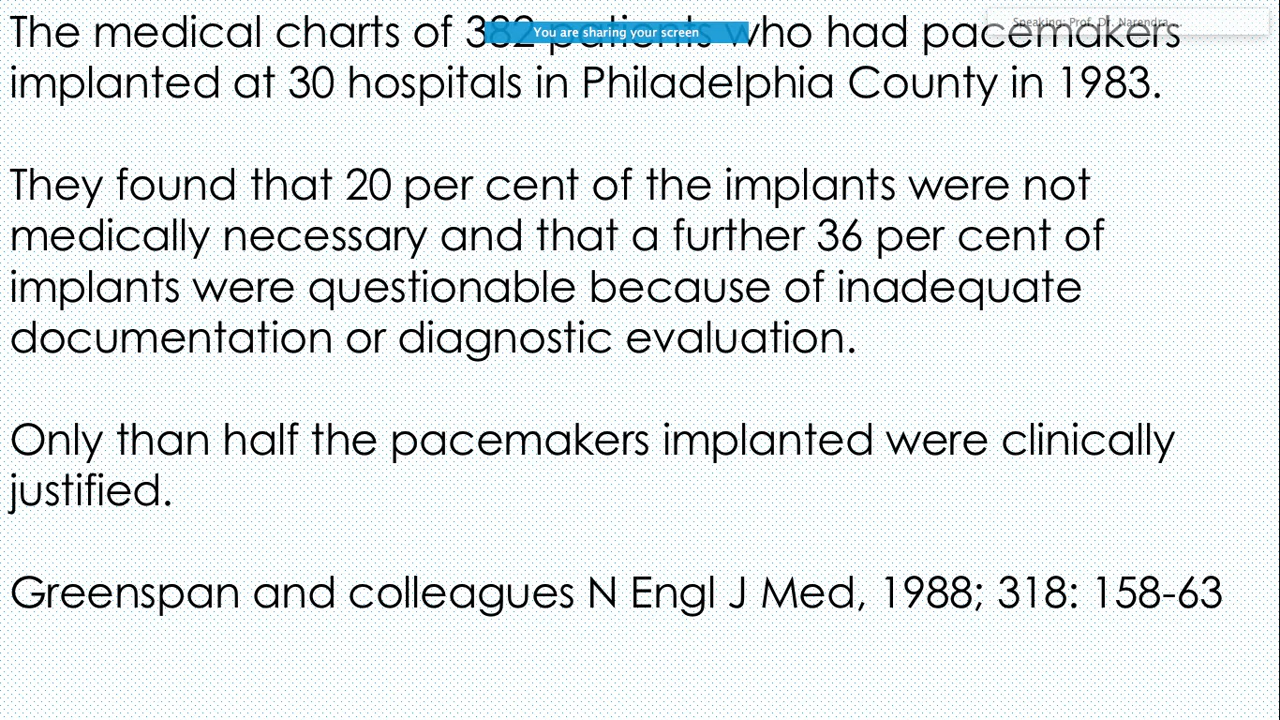 The medical charts of 382 patients who had pacemakers
You are sharing your screen
Speaking: Prof. Dr. Narendra...
implanted at 30 hospitals in Philadelphia County in 1983.
They found that 20 per cent of the implants were not
medically necessary and that a further 36 per cent of
implants were questionable because of inadequate
documentation or diagnostic evaluation.
Only than half the pacemakers implanted were clinically
justified.
Greenspan and colleagues N Engl J Med, 1988; 318: 158-63